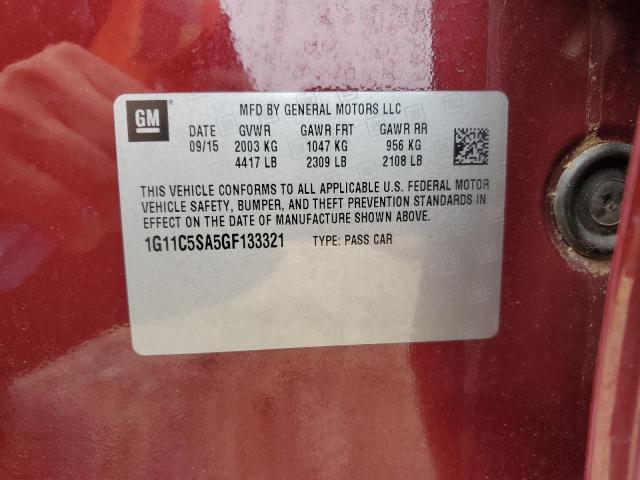 GM ® MFD BY GENERAL MOTORS LLC
DATE GVWR GAWR FRT GAWR RR
09/15 2003 KG 1047 KG 956 KG
4417 LB 2309 LB 2108 LB
THIS VEHICLE CONFORMS TO ALL APPLICABLE U.S. FEDERAL MOTOR
VEHICLE SAFETY, BUMPER, AND THEFT PREVENTION STANDARDS IN
EFFECT ON THE DATE OF MANUFACTURE SHOWN ABOVE.
1G11C5SA5GF133321 TYPE: PASS CAR